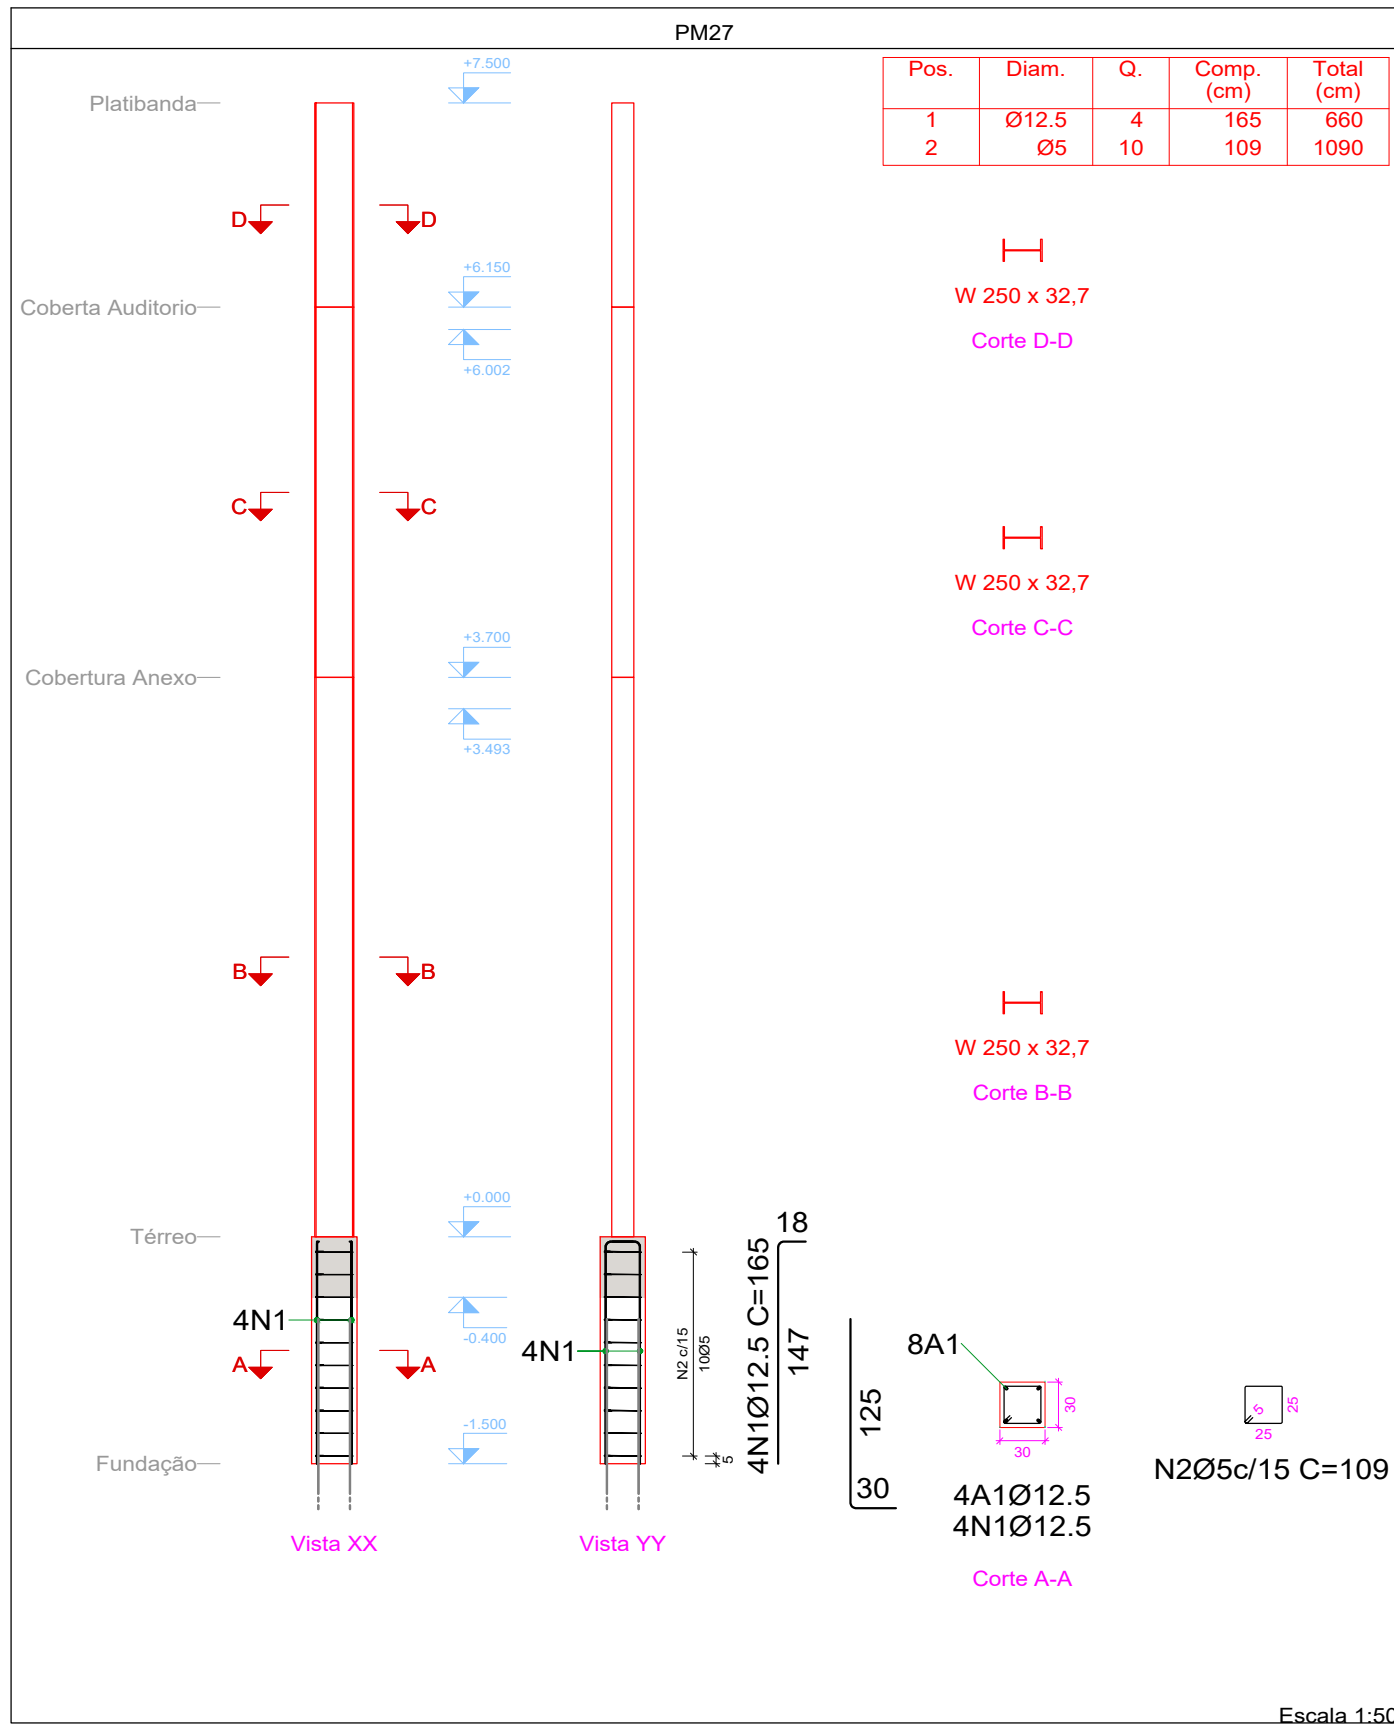 PM27
Pos. Diam. Q. Comp. (cm) Total (cm)
1 Ø12.5 4 165 660
2 Ø5 10 109 1090
Platibanda
+7.500
D D
W 250 x 32,7
Corte D-D
Coberta Auditorio
+6.150
+6.002
C C
W 250 x 32,7
Corte C-C
Cobertura Anexo
+3.700
+3.493
B B
W 250 x 32,7
Corte B-B
Térreo
+0.000
-0.400
4N1
A A
4N1
N2 c/15
10Ø5
5
4N1Ø12.5 C=165
18
147
125
30
8A1
30
30
4A1Ø12.5
4N1Ø12.5
Corte A-A
5
25
25
N2Ø5c/15 C=109
Fundação
-1.500
Vista XX
Vista YY
Escala 1:50